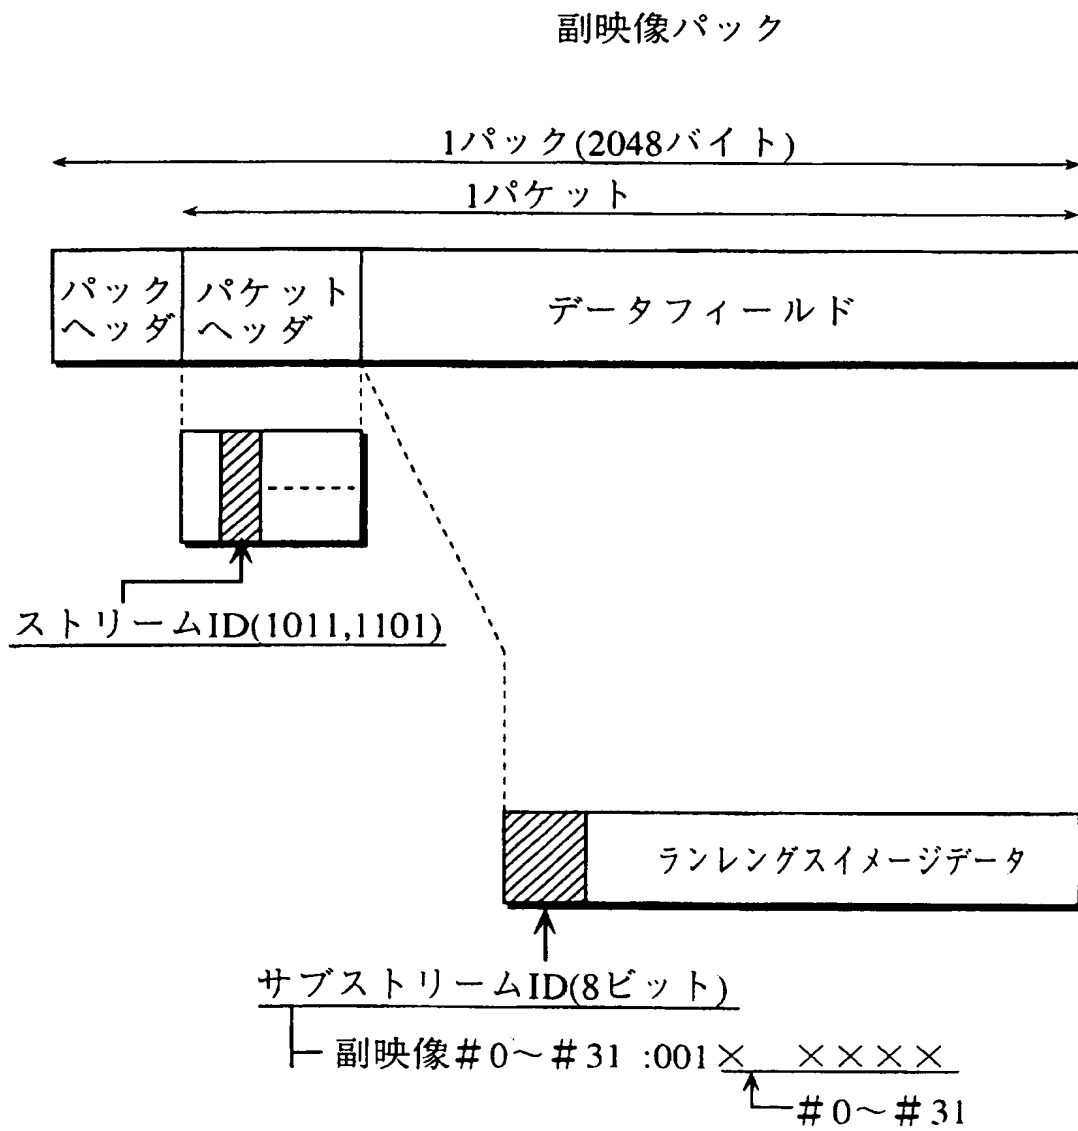 副映像パック
1パック(2048バイト)
1パケット
パック
ヘッダ
パケット
ヘッダ
データフィールド
ストリームID(1011,1101)
ランレングスイメージデータ
サブストリームID(8ビット)
副映像#0～#31 :001× ××××
#0～#31